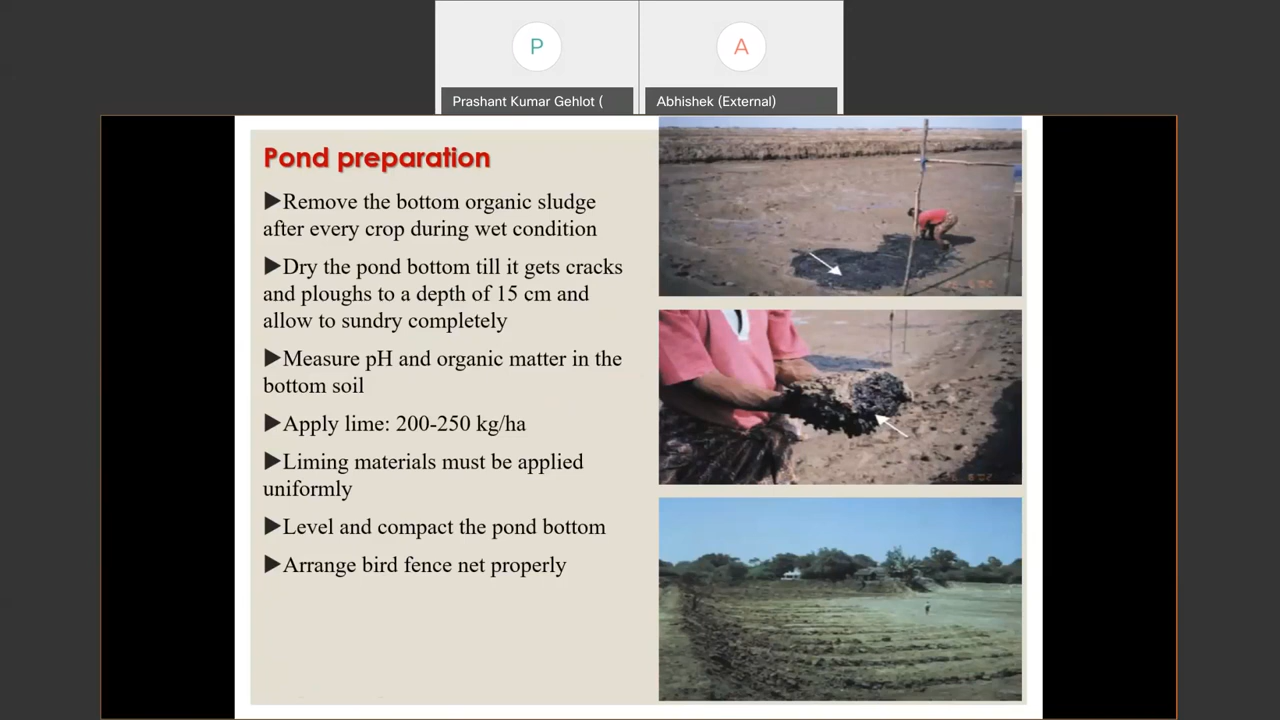 P
A
Prashant Kumar Gehlot (
Abhishek (External)
Pond preparation
▶Remove the bottom organic sludge
after every crop during wet condition
▶Dry the pond bottom till it gets cracks
and ploughs to a depth of 15 cm and
allow to sundry completely
▶Measure pH and organic matter in the
bottom soil
▶Apply lime: 200-250 kg/ha
▶Liming materials must be applied
uniformly
▶Level and compact the pond bottom
▶Arrange bird fence net properly